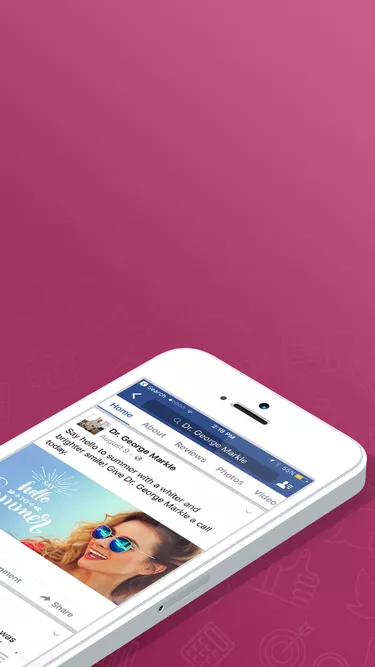 Search
2:18 PM
55%
Dr. George Markle
Home
About
Reviews
Photos
Videos
Dr. George Markle
August 9
Say hello to summer with a whiter and
brighter smile! Give Dr. George Markle a call
today.
SAY
hello
TO THE
Summer
mment
Share
was